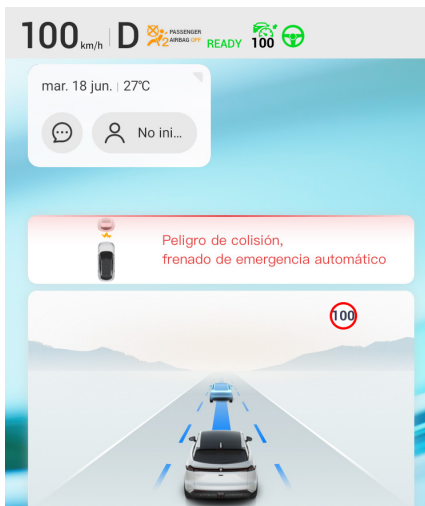 100 km/h D PASSENGER AIRBAG OFF 2 READY 100
mar. 18 jun. 27℃
No ini...
Peligro de colisión,
frenado de emergencia automático
100